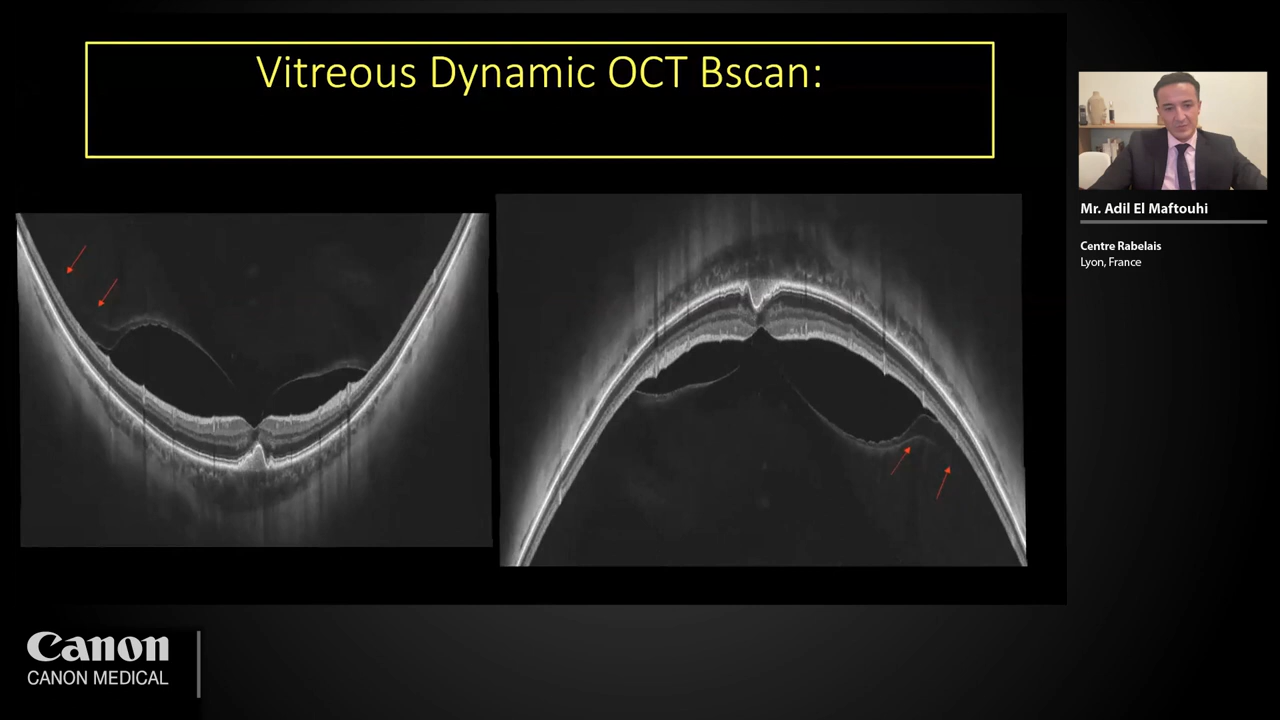 Vitreous Dynamic OCT Bscan:
Mr. Adil El Maftouhi
Centre Rabelais
Lyon, France
Canon
CANON MEDICAL